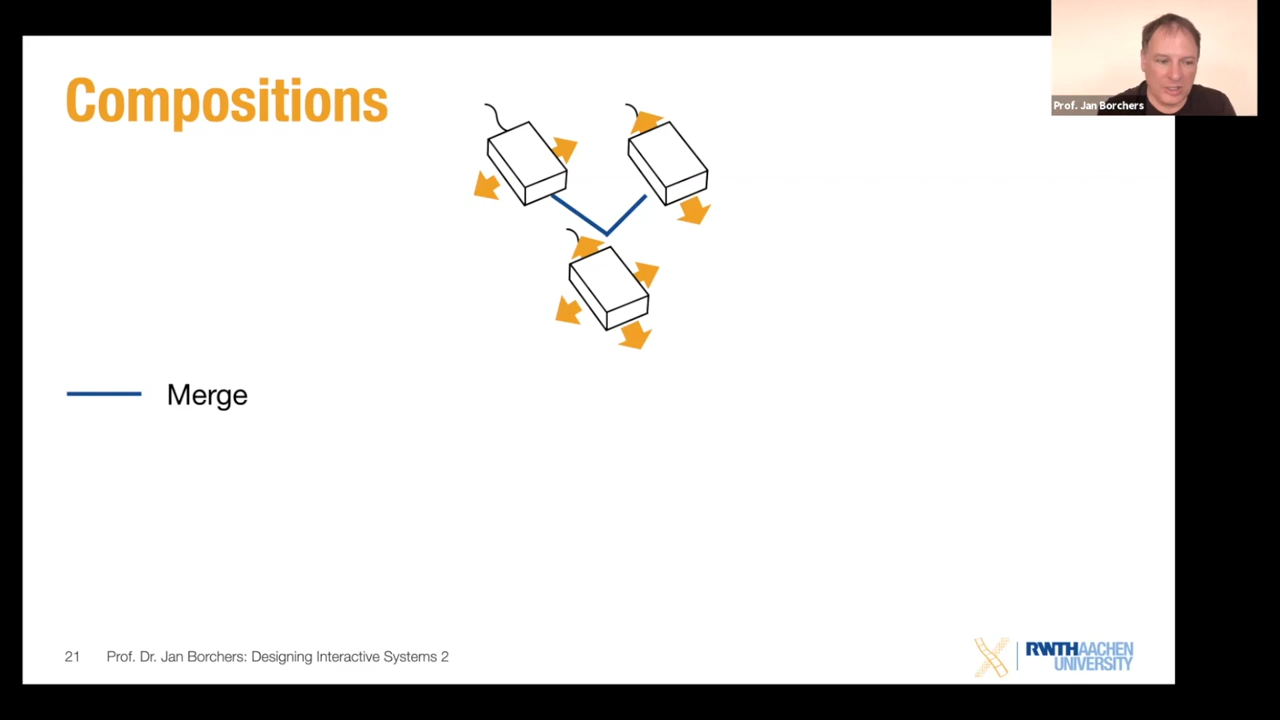 Compositions
Prof. Jan Borchers
Merge
21 Prof. Dr. Jan Borchers: Designing Interactive Systems 2
RWTHAACHEN
UNIVERSITY